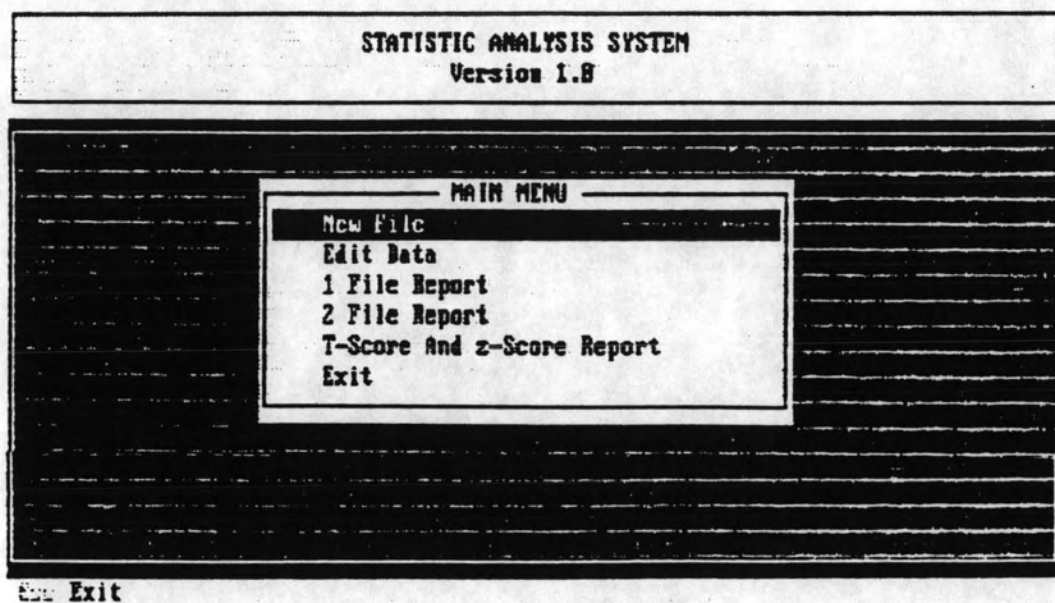 STATISTIC ANALYSIS SYSTEM
Version 1.0
MAIN MENU
New File
Edit Data
1 File Report
2 File Report
T-Score And z-Score Report
Exit
Exit